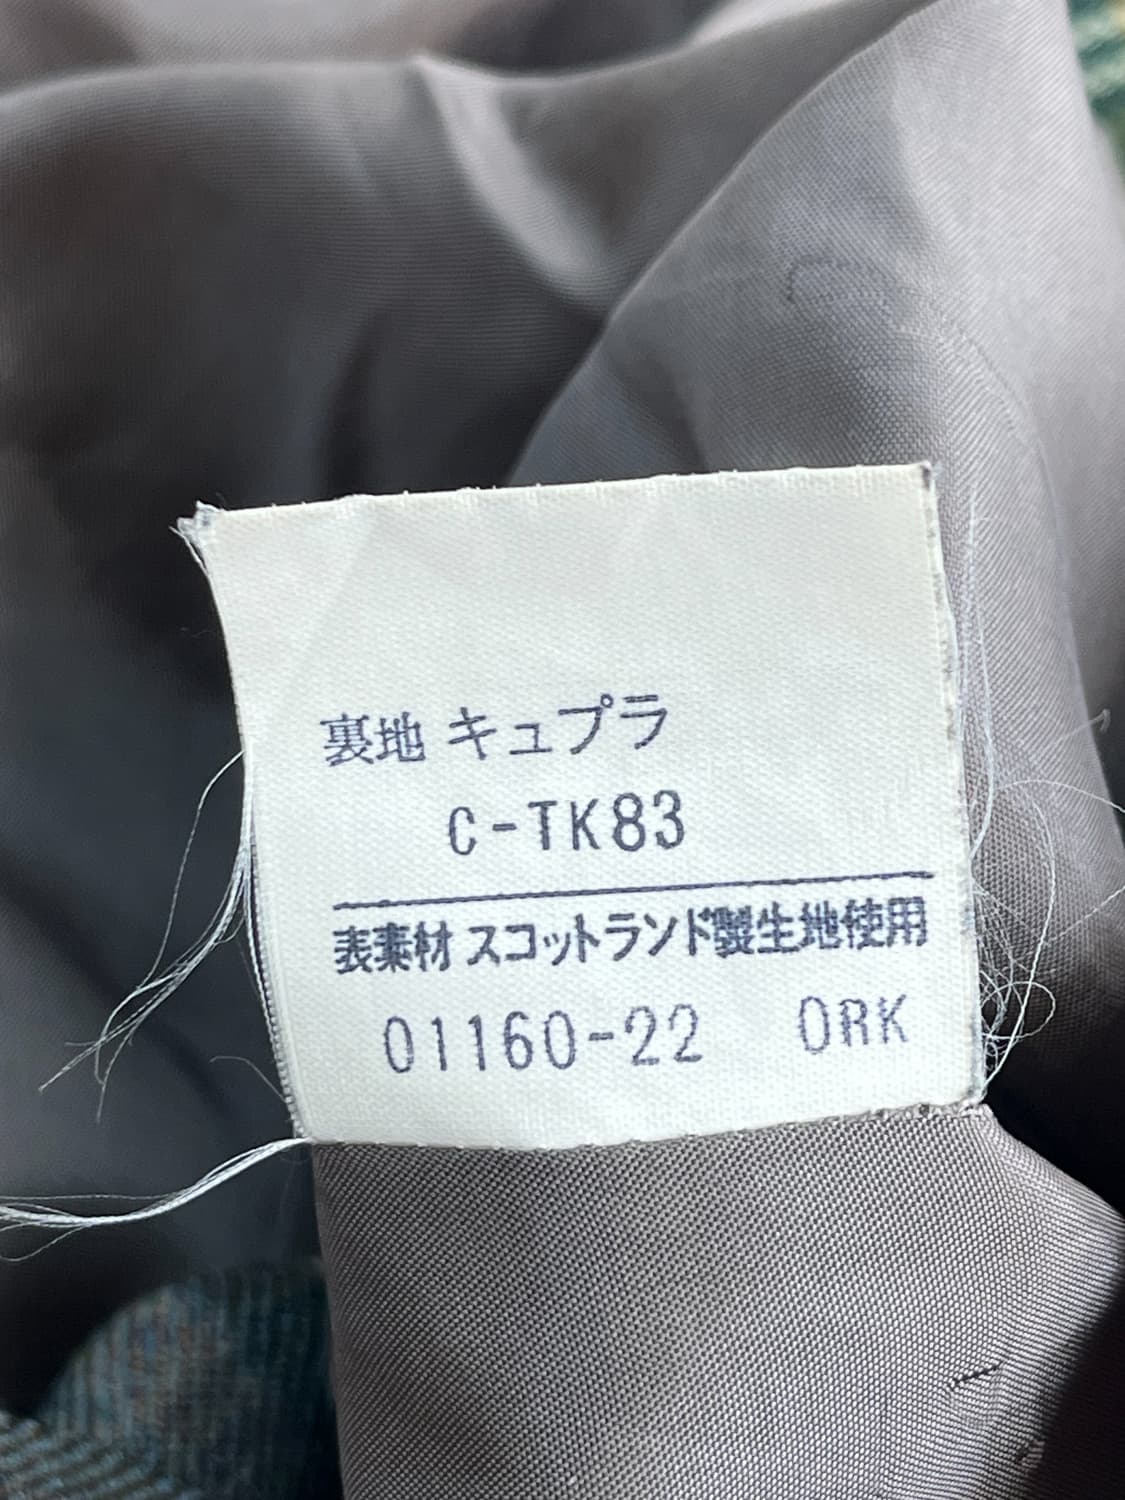 裏地 キュプラ
C-TK83
表素材 スコットランド製生地使用
01160-22 ORK